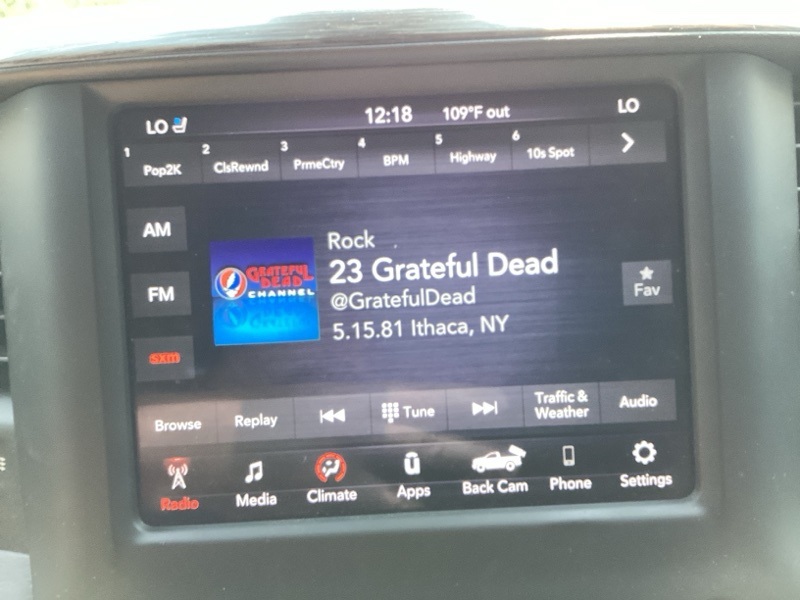 LO
12:18
109°F out
LO
1 Pop2K
2 ClsRewnd
3 PrmeCtry
4 BPM
5 Highway
6 10s Spot
AM
FM
sxm
GRATEFUL
DEAD
CHANNEL
Rock
23 Grateful Dead
@GratefulDead
5.15.81 Ithaca, NY
Fav
Browse
Replay
Tune
Traffic &
Weather
Audio
Radio
Media
Climate
Apps
Back Cam
Phone
Settings